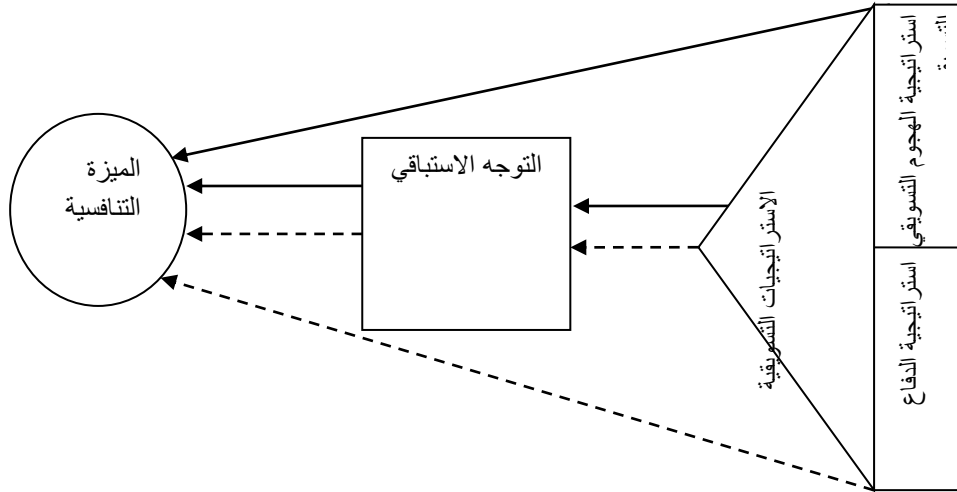 استراتيجية الهجوم التسويقي
استراتيجية الدفاع
الاستراتيجيات التسويقية
التوجه الاستباقي
الميزة
التنافسية